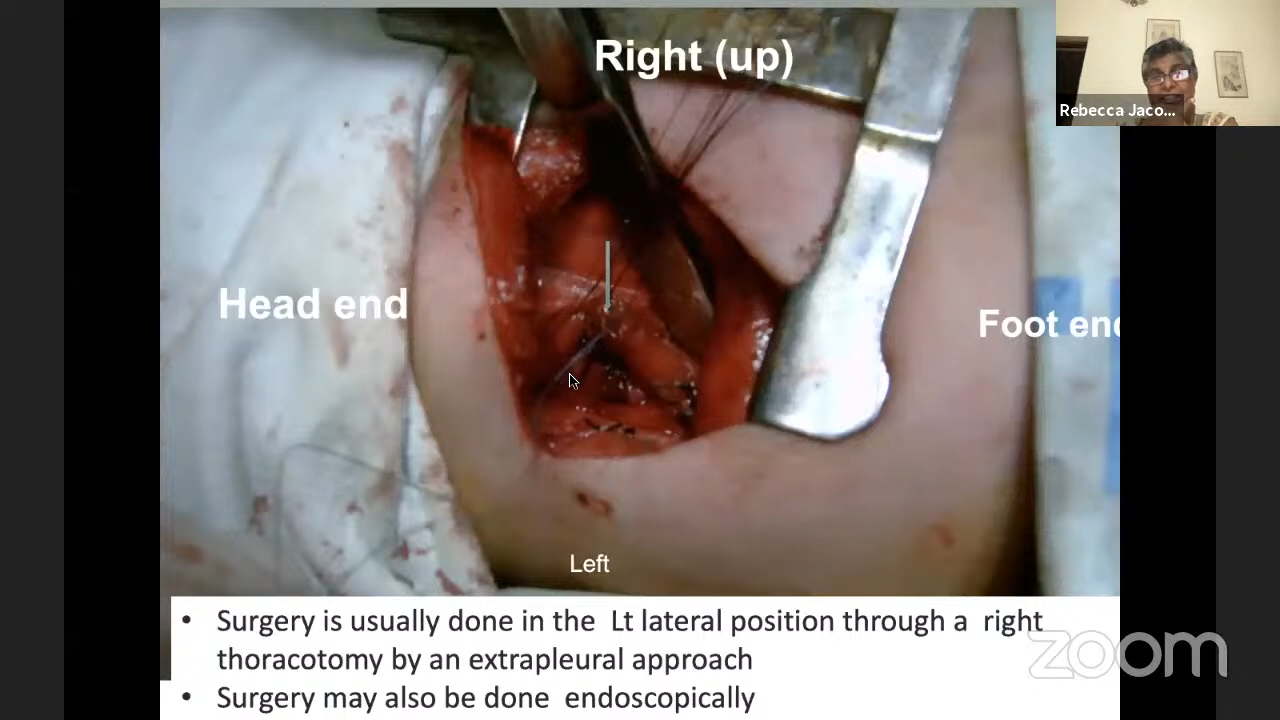 Right (up)
Rebecca Jaco...
Head end
Foot end
Left
• Surgery is usually done in the Lt lateral position through a right
thoracotomy by an extrapleural approach
• Surgery may also be done endoscopically
zoom